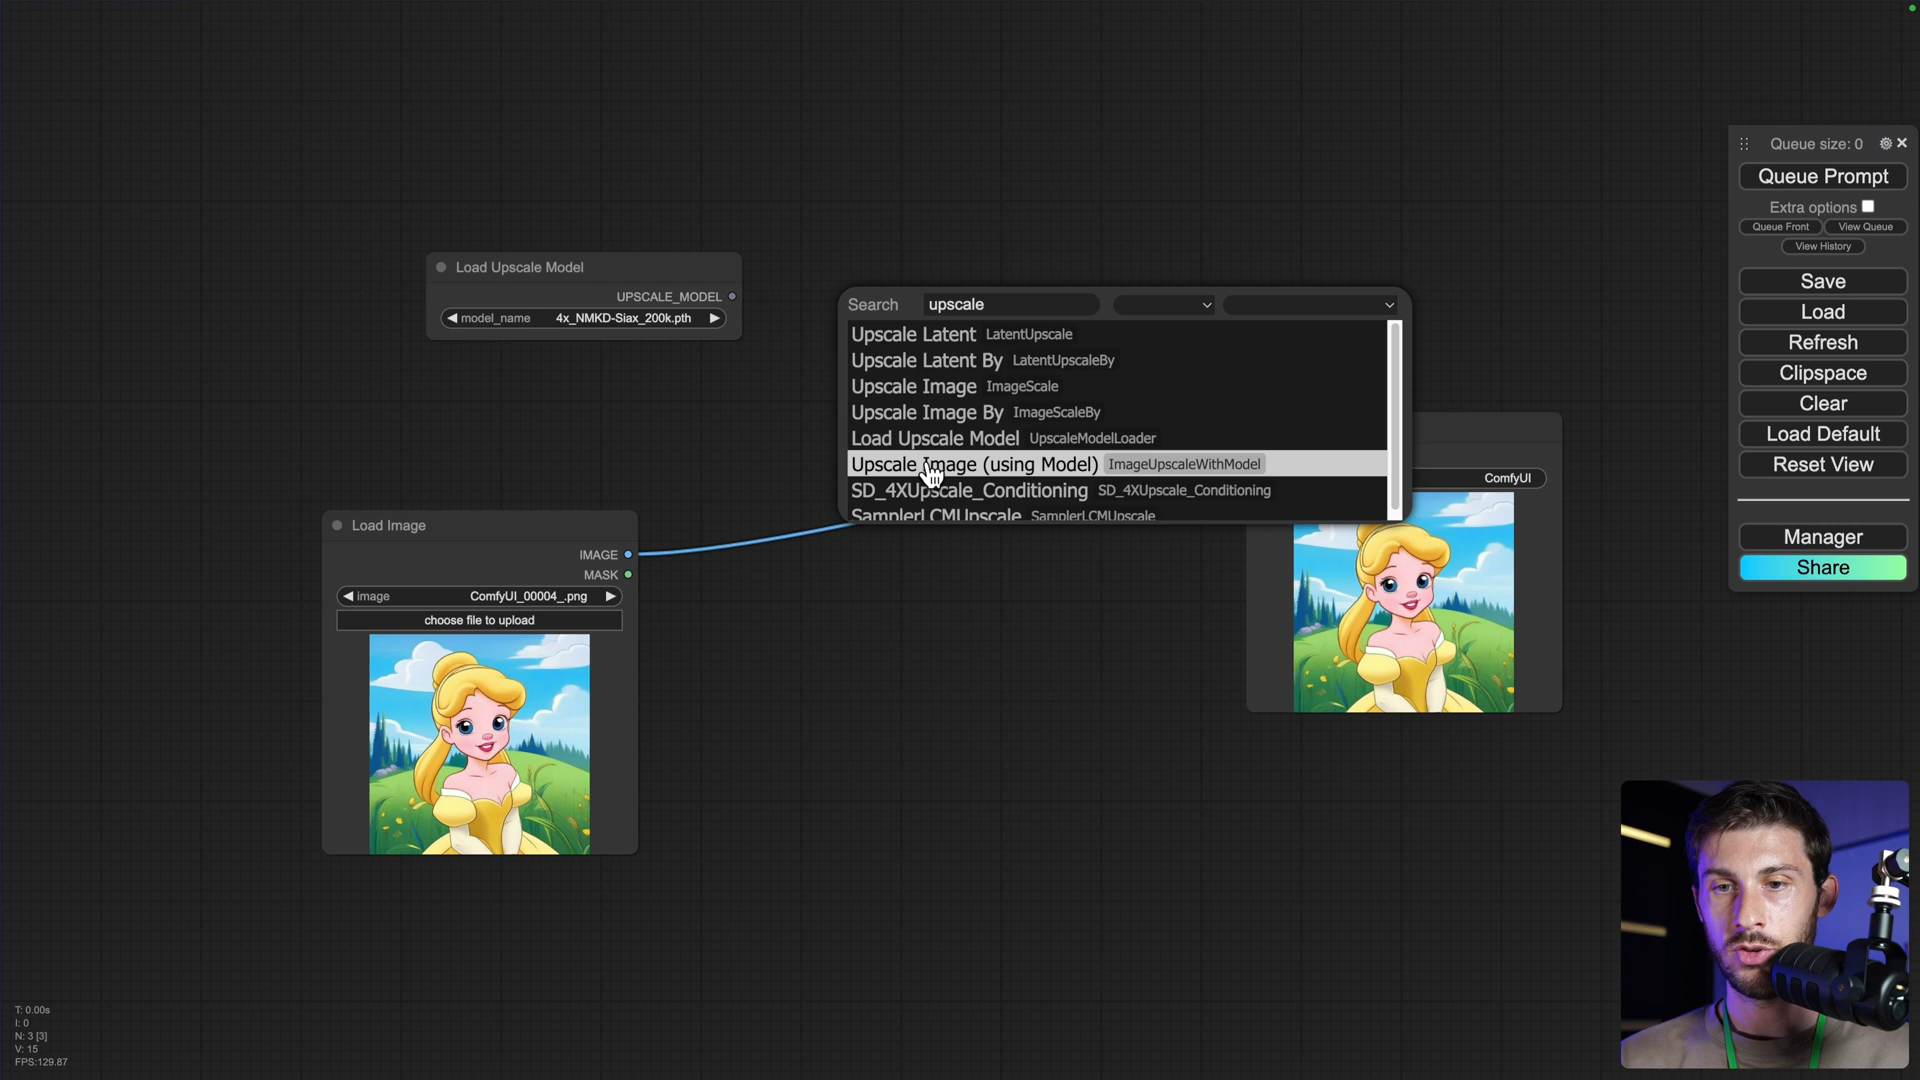 Queue size: 0
Queue Prompt
Extra options
Queue Front View Queue
View History
Save
Load
Refresh
Clipspace
Clear
Load Default
Reset View
Manager
Share
Load Upscale Model
UPSCALE_MODEL
model_name 4x_NMKD-Siax_200k.pth
Search upscale
Upscale Latent LatentUpscale
Upscale Latent By LatentUpscaleBy
Upscale Image ImageScale
Upscale Image By ImageScaleBy
Load Upscale Model UpscaleModelLoader
Upscale Image (using Model) ImageUpscaleWithModel
SD_4XUpscale_Conditioning SD_4XUpscale_Conditioning
SamplerLCMUpscale SamplerLCMUpscale
ComfyUI
Load Image
IMAGE
MASK
image ComfyUI_00004_.png
choose file to upload
T: 0.00s
I: 0
N: 3 [3]
V: 15
FPS:129.87